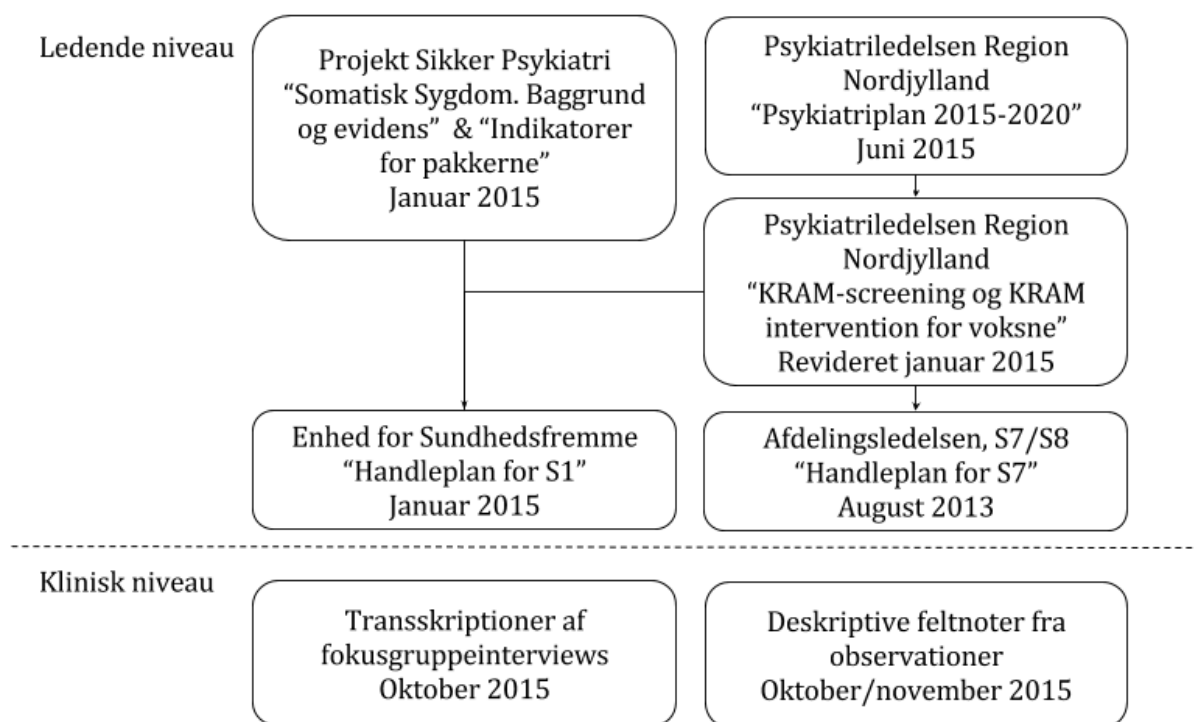 Ledende niveau
Projekt Sikker Psykiatri
“Somatisk Sygdom. Baggrund
og evidens” & “Indikatorer
for pakkerne”
Januar 2015
Psykiatriledelsen Region
Nordjylland
“Psykiatriplan 2015-2020”
Juni 2015
Psykiatriledelsen Region
Nordjylland
“KRAM-screening og KRAM
intervention for voksne”
Revideret januar 2015
Enhed for Sundhedsfremme
“Handleplan for S1”
Januar 2015
Afdelingsledelsen, S7/S8
“Handleplan for S7”
August 2013
Klinisk niveau
Transskriptioner af
fokusgruppeinterviews
Oktober 2015
Deskriptive feltnoter fra
observationer
Oktober/november 2015